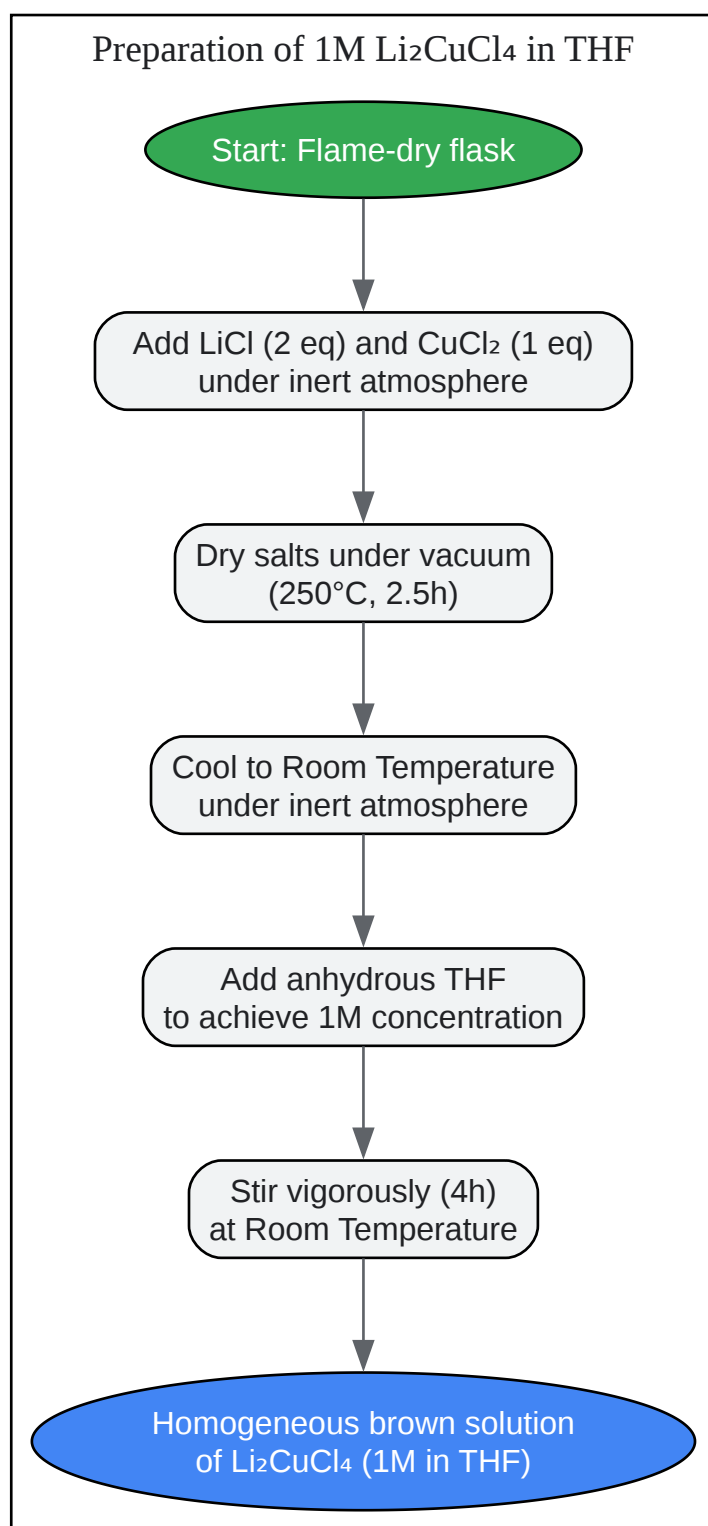 Preparation of 1M Li₂CuCl₄ in THF
Start: Flame-dry flask
Add LiCl (2 eq) and CuCl₂ (1 eq)
under inert atmosphere
Dry salts under vacuum
(250°C, 2.5h)
Cool to Room Temperature
under inert atmosphere
Add anhydrous THF
to achieve 1M concentration
Stir vigorously (4h)
at Room Temperature
Homogeneous brown solution
of Li₂CuCl₄ (1M in THF)